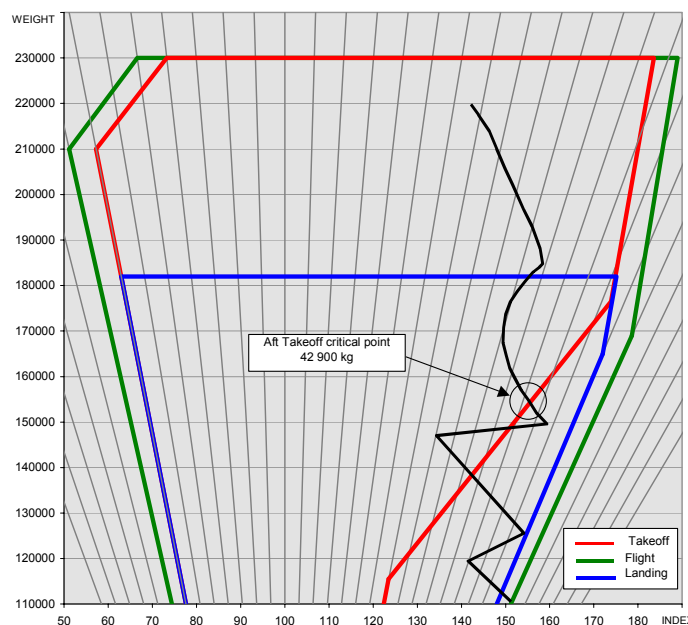 WEIGHT
230000
220000
210000
200000
190000
180000
170000
160000
150000
140000
130000
120000
110000
Aft Takeoff critical point
42 900 kg
Takeoff
Flight
Landing
50 60 70 80 90 100 110 120 130 140 150 160 170 180 INDEX